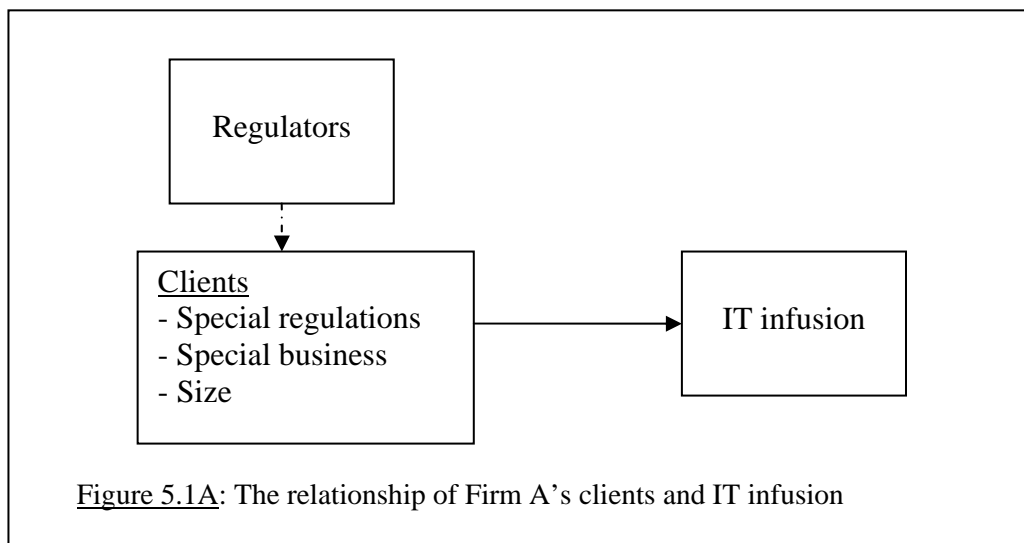 Regulators
Clients
- Special regulations
- Special business
- Size
IT infusion
Figure 5.1A: The relationship of Firm A’s clients and IT infusion